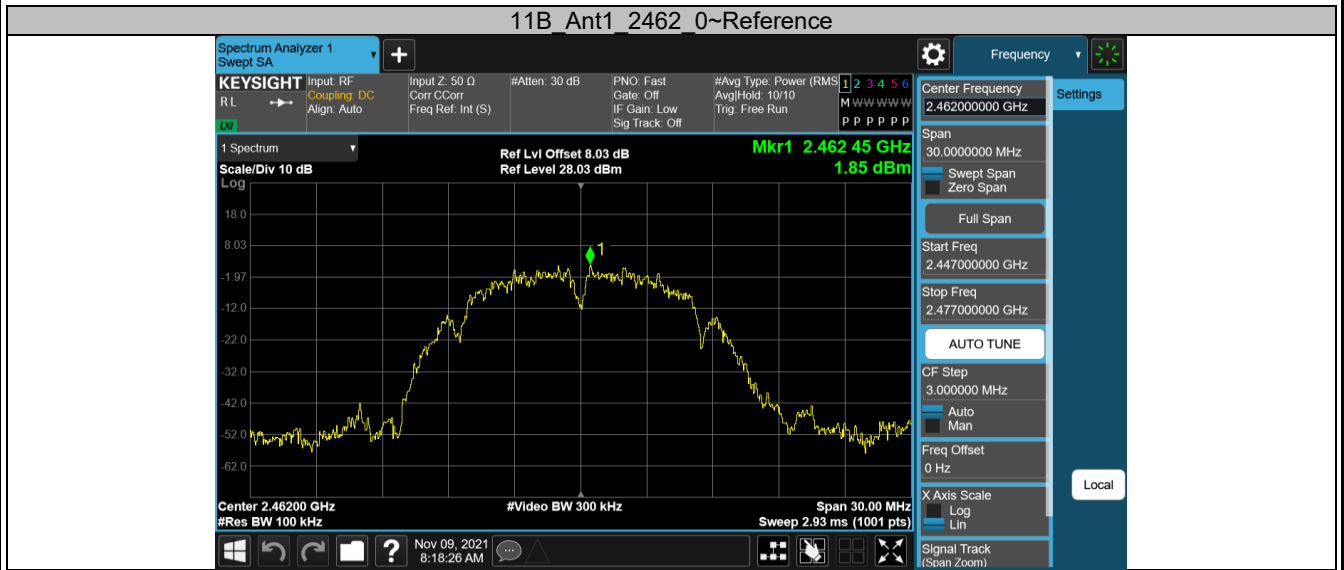 11B_Ant1_2462_0~Reference
Spectrum Analyzer 1
Swept SA
+
Frequency
KEYSIGHT
R L
LXI
Input: RF
Coupling: DC
Align: Auto
Input Z: 50 Ω
Corr CCorr
Freq Ref: Int (S)
#Atten: 30 dB
PNO: Fast
Gate: Off
IF Gain: Low
Sig Track: Off
#Avg Type: Power (RMS
Avg|Hold: 10/10
Trig: Free Run
1 2 3 4 5 6
M W W W W W
P P P P P P
1 Spectrum
Scale/Div 10 dB
Log
Ref Lvl Offset 8.03 dB
Ref Level 28.03 dBm
Mkr1 2.462 45 GHz
1.85 dBm
18.0
8.03
-1.97
-12.0
-22.0
-32.0
-42.0
-52.0
-62.0
1
Center 2.46200 GHz
#Res BW 100 kHz
#Video BW 300 kHz
Span 30.00 MHz
Sweep 2.93 ms (1001 pts)
?
Nov 09, 2021
8:18:26 AM
Center Frequency
2.462000000 GHz
Span
30.0000000 MHz
Swept Span
Zero Span
Full Span
Start Freq
2.447000000 GHz
Stop Freq
2.477000000 GHz
AUTO TUNE
CF Step
3.000000 MHz
Auto
Man
Freq Offset
0 Hz
X Axis Scale
Log
Lin
Signal Track
(Span Zoom)
Settings
Local